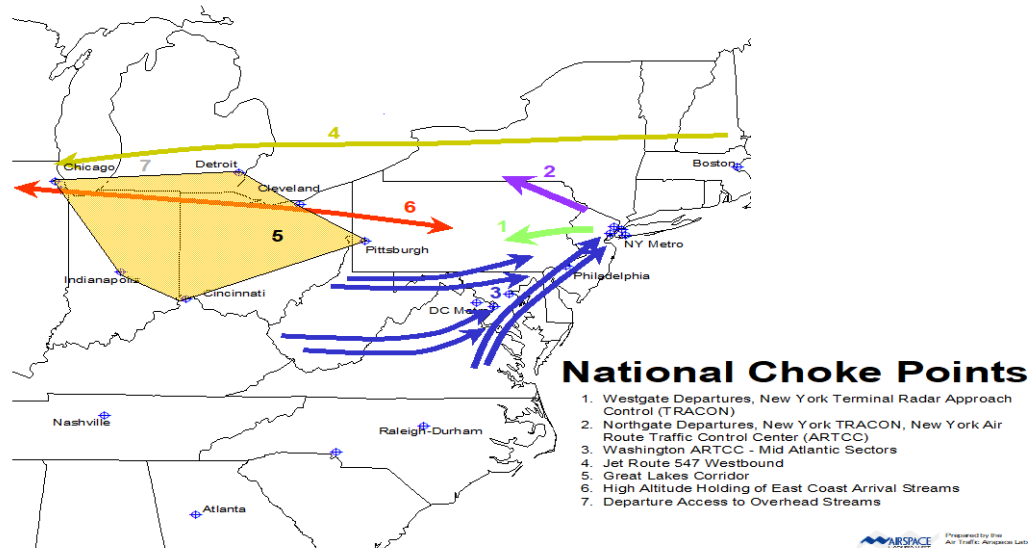 4
Boston
Chicago
7
Detroit
Cleveland
2
6
1
NY Metro
5
Pittsburgh
Philadelphia
Indianapolis
Cincinnati
3
DC Metro
National Choke Points
1. Westgate Departures, New York Terminal Radar Approach
Control (TRACON)
2. Northgate Departures, New York TRACON, New York Air
Route Traffic Control Center (ARTCC)
3. Washington ARTCC - Mid Atlantic Sectors
4. Jet Route 547 Westbound
5. Great Lakes Corridor
6. High Altitude Holding of East Coast Arrival Streams
7. Departure Access to Overhead Streams
Nashville
Raleigh-Durham
Atlanta
AIRSPACE
Prepared by the
Air Traffic Airspace Lab